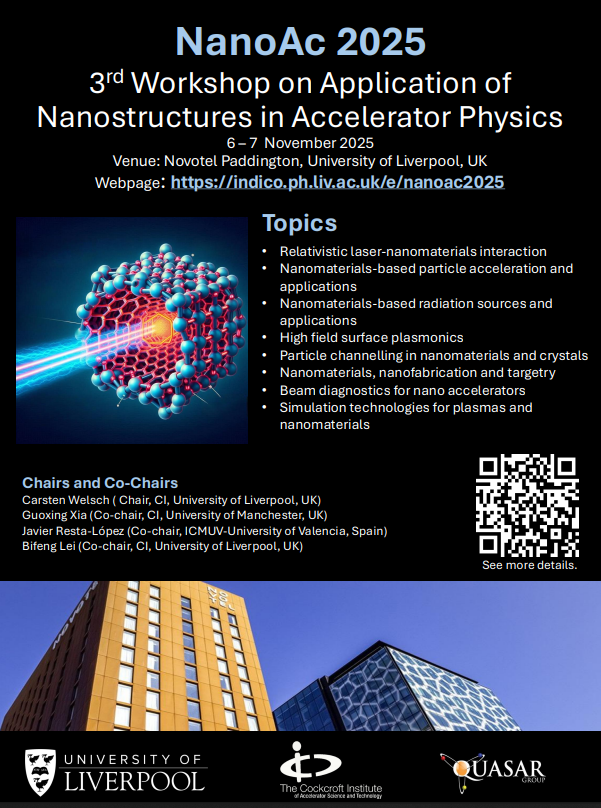 NanoAc 2025
3rd Workshop on Application of
Nanostructures in Accelerator Physics
6 – 7 November 2025
Venue: Novotel Paddington, University of Liverpool, UK
Webpage: https://indico.ph.liv.ac.uk/e/nanoac2025
Topics
• Relativistic laser-nanomaterials interaction
• Nanomaterials-based particle acceleration and
applications
• Nanomaterials-based radiation sources and
applications
• High field surface plasmonics
• Particle channelling in nanomaterials and crystals
• Nanomaterials, nanofabrication and targetry
• Beam diagnostics for nano accelerators
• Simulation technologies for plasmas and
nanomaterials
Chairs and Co-Chairs
Carsten Welsch ( Chair, CI, University of Liverpool, UK)
Guoxing Xia (Co-chair, CI, University of Manchester, UK)
Javier Resta-López (Co-chair, ICMUV-University of Valencia, Spain)
Bifeng Lei (Co-chair, CI, University of Liverpool, UK)
See more details.
UNIVERSITY OF
LIVERPOOL
The Cockcroft Institute
of Accelerator Science and Technology
QUASAR
GROUP